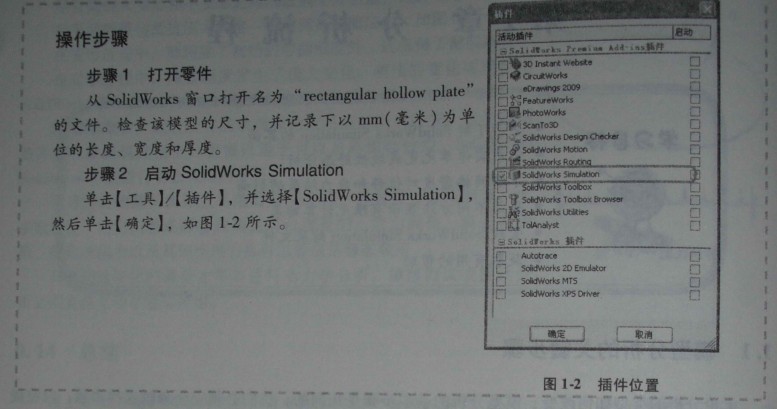 操作步骤
步骤1 打开零件
从 SolidWorks 窗口打开名为 “rectangular hollow plate”
的文件。检查该模型的尺寸，并记录下以 mm(毫米)为单
位的长度、宽度和厚度。
步骤2 启动 SolidWorks Simulation
单击【工具】/【插件】，并选择【SolidWorks Simulation】，
然后单击【确定】，如图 1-2 所示。
插件
活动插件 启动
SolidWorks Premium Add-ins插件
3D Instant Website
CircuitWorks
eDrawings 2009
FeatureWorks
PhotoWorks
ScanTo3D
SolidWorks Design Checker
SolidWorks Motion
SolidWorks Routing
SolidWorks Simulation
SolidWorks Toolbox
SolidWorks Toolbox Browser
SolidWorks Utilities
TolAnalyst
SolidWorks 插件
Autotrace
SolidWorks 2D Emulator
SolidWorks MTS
SolidWorks XPS Driver
确定 取消
图 1-2 插件位置